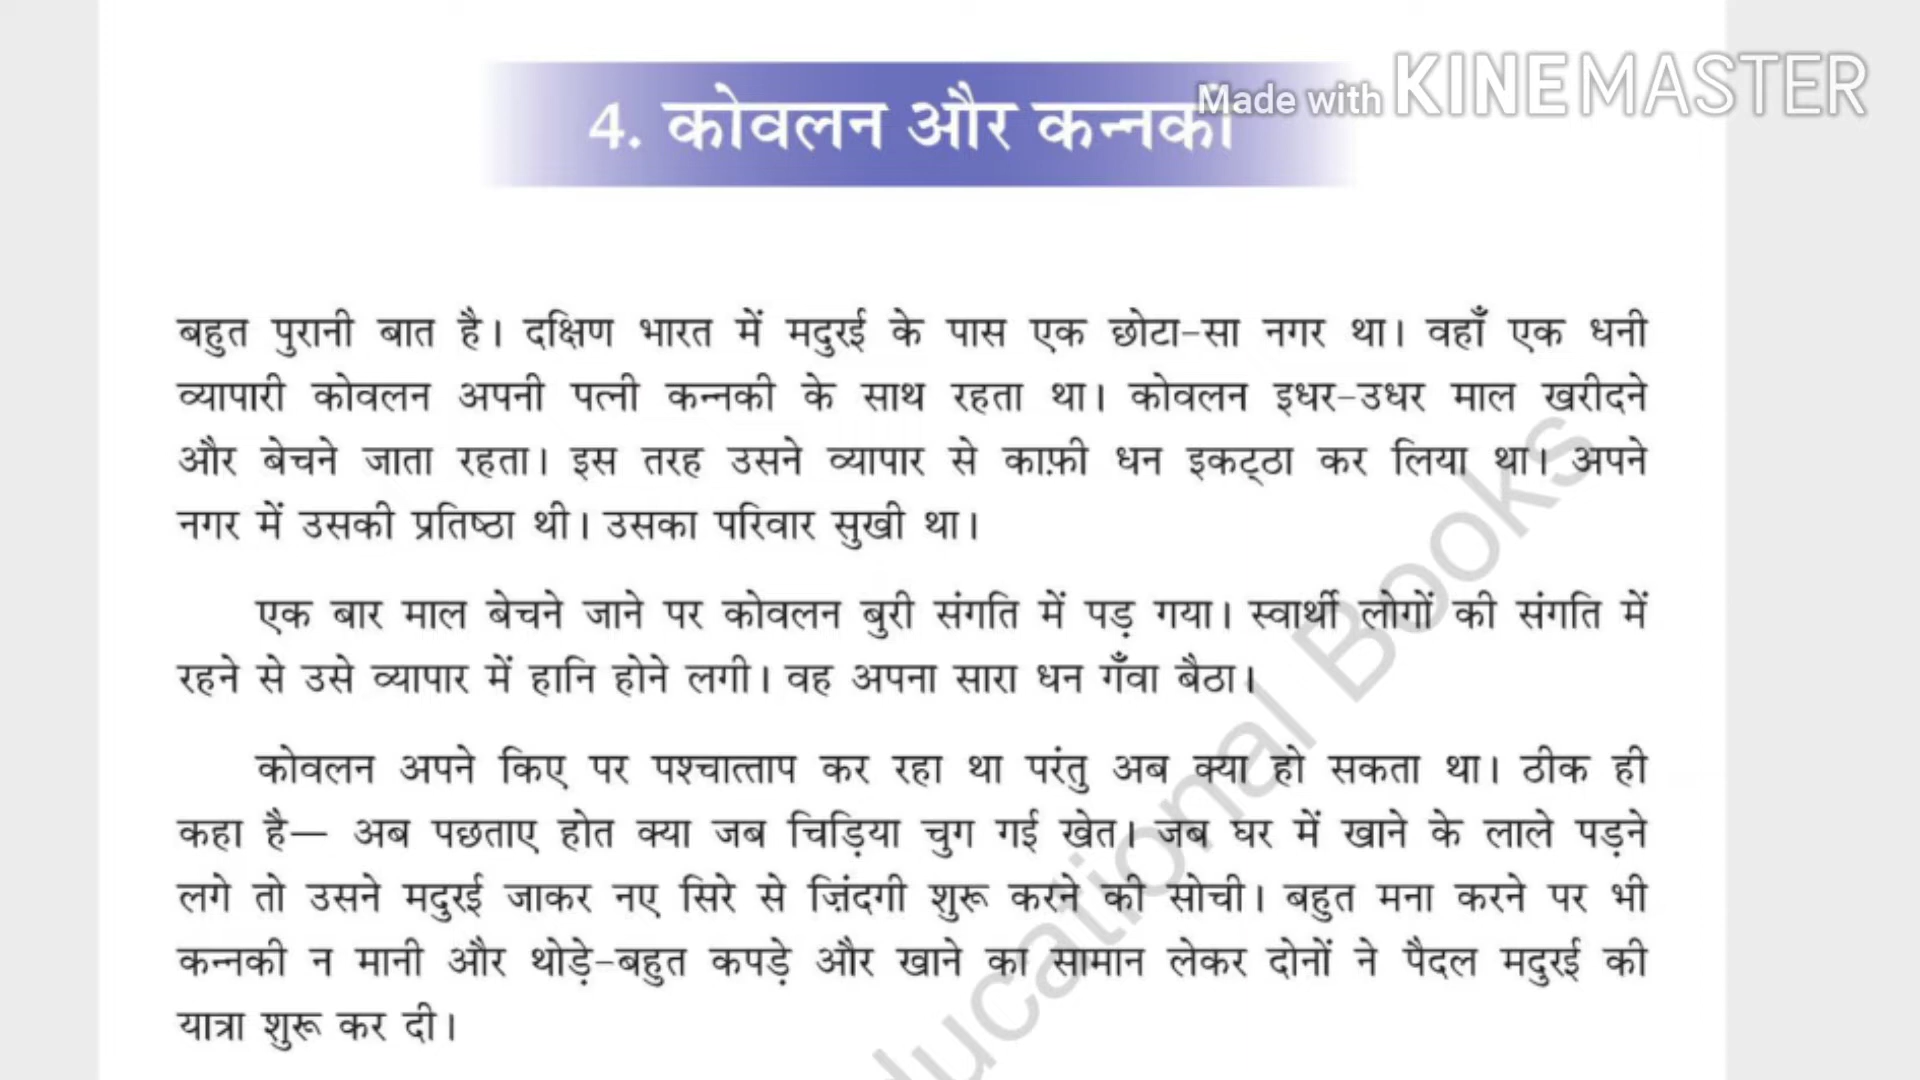 Made with KINEMASTER
4. कोवलन और कन्नकी
बहुत पुरानी बात है। दक्षिण भारत में मदुरई के पास एक छोटा-सा नगर था। वहाँ एक धनी
व्यापारी कोवलन अपनी पत्नी कन्नकी के साथ रहता था। कोवलन इधर-उधर माल खरीदने
और बेचने जाता रहता। इस तरह उसने व्यापार से काफ़ी धन इकट्ठा कर लिया था। अपने
नगर में उसकी प्रतिष्ठा थी। उसका परिवार सुखी था।
एक बार माल बेचने जाने पर कोवलन बुरी संगति में पड़ गया। स्वार्थी लोगों की संगति में
रहने से उसे व्यापार में हानि होने लगी। वह अपना सारा धन गँवा बैठा।
कोवलन अपने किए पर पश्चात्ताप कर रहा था परंतु अब क्या हो सकता था। ठीक ही
कहा है— अब पछताए होत क्या जब चिड़िया चुग गई खेत। जब घर में खाने के लाले पड़ने
लगे तो उसने मदुरई जाकर नए सिरे से ज़िंदगी शुरू करने की सोची। बहुत मना करने पर भी
कन्नकी न मानी और थोड़े-बहुत कपड़े और खाने का सामान लेकर दोनों ने पैदल मदुरई की
यात्रा शुरू कर दी।
ducational Books